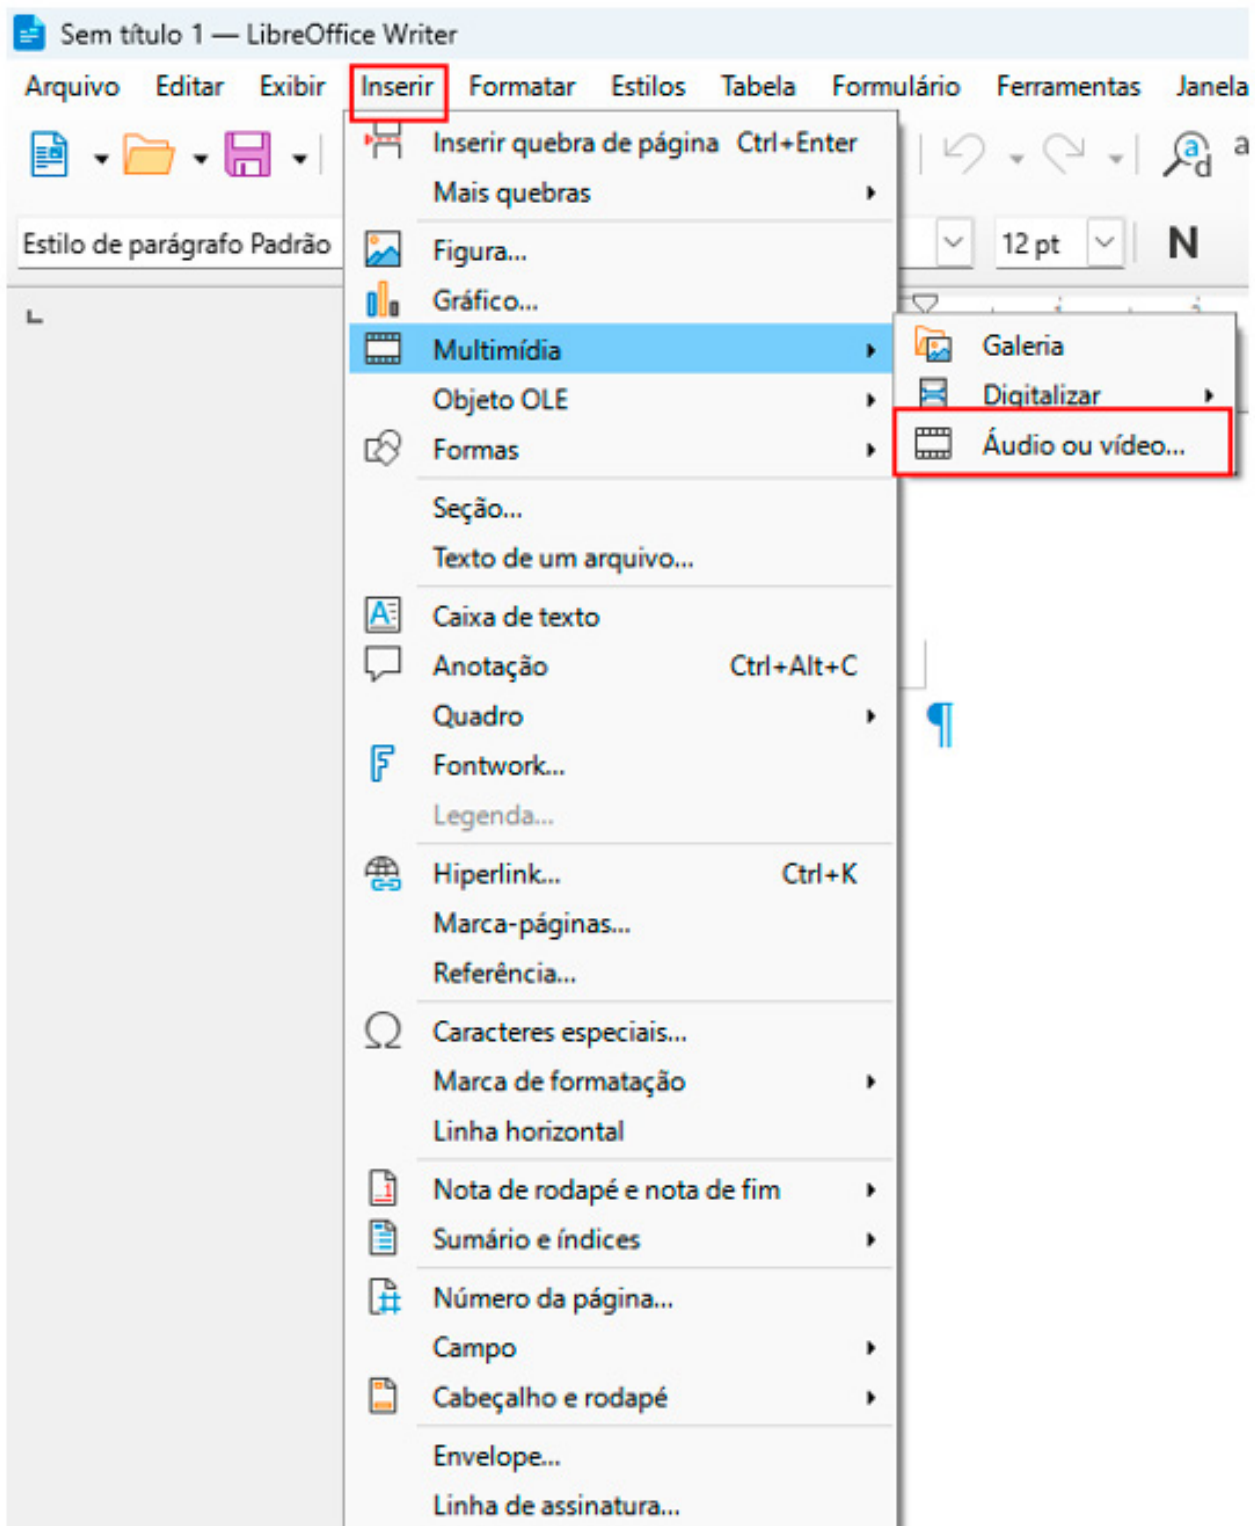 Sem título 1 — LibreOffice Writer
Arquivo Editar Exibir Inserir Formatar Estilos Tabela Formulário Ferramentas Janela
Inserir quebra de página Ctrl+Enter
Mais quebras
Estilo de parágrafo Padrão
12 pt
N
Figura...
Gráfico...
Multimídia
Galeria
Objeto OLE
Digitalizar
Formas
Áudio ou vídeo...
Seção...
Texto de um arquivo...
Caixa de texto
Anotação Ctrl+Alt+C
Quadro
Fontwork...
Legenda...
Hiperlink... Ctrl+K
Marca-páginas...
Referência...
Caracteres especiais...
Marca de formatação
Linha horizontal
Nota de rodapé e nota de fim
Sumário e índices
Número da página...
Campo
Cabeçalho e rodapé
Envelope...
Linha de assinatura...